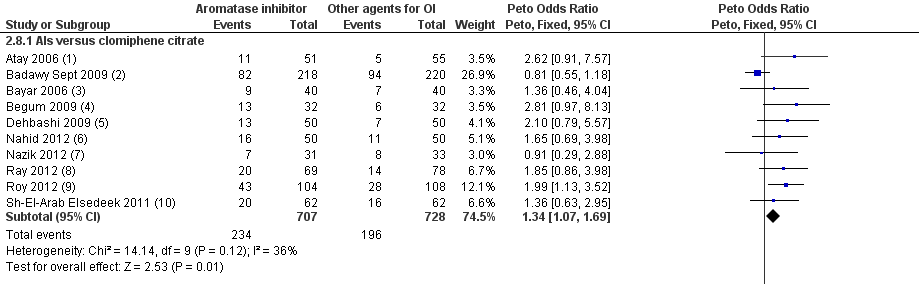 Aromatase inhibitor Other agents for OI Peto Odds Ratio Peto Odds Ratio
Study or Subgroup Events Total Events Total Weight Peto, Fixed, 95% CI Peto, Fixed, 95% CI
2.8.1 AIs versus clomiphene citrate
Atay 2006 (1) 11 51 5 55 3.5% 2.62 [0.91, 7.57]
Badawy Sept 2009 (2) 82 218 94 220 26.9% 0.81 [0.55, 1.18]
Bayar 2006 (3) 9 40 7 40 3.3% 1.36 [0.46, 4.04]
Begum 2009 (4) 13 32 6 32 3.5% 2.81 [0.97, 8.13]
Dehbashi 2009 (5) 13 50 7 50 4.1% 2.10 [0.79, 5.57]
Nahid 2012 (6) 16 50 11 50 5.1% 1.65 [0.69, 3.98]
Nazik 2012 (7) 7 31 8 33 3.0% 0.91 [0.29, 2.88]
Ray 2012 (8) 20 69 14 78 6.7% 1.85 [0.86, 3.98]
Roy 2012 (9) 43 104 28 108 12.1% 1.99 [1.13, 3.52]
Sh-El-Arab Elsedeek 2011 (10) 20 62 16 62 6.6% 1.36 [0.63, 2.95]
Subtotal (95% CI) 707 728 74.5% 1.34 [1.07, 1.69]
Total events 234 196
Heterogeneity: Chi² = 14.14, df = 9 (P = 0.12); I² = 36%
Test for overall effect: Z = 2.53 (P = 0.01)